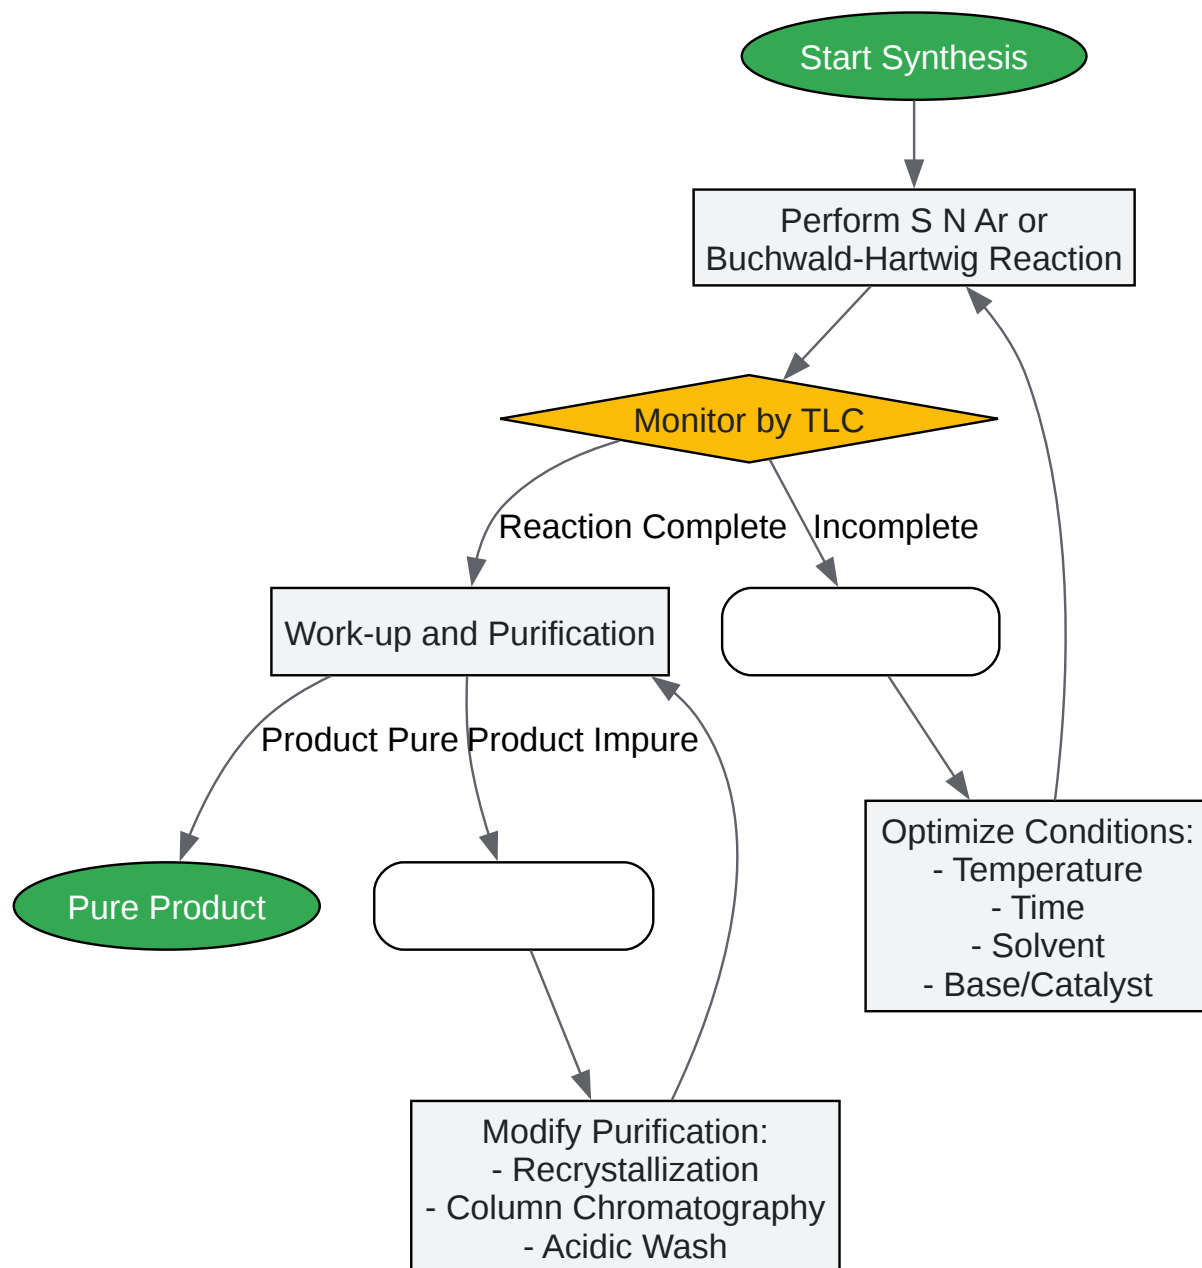 Start Synthesis
Perform S N Ar or
Buchwald-Hartwig Reaction
Monitor by TLC
Reaction Complete
Incomplete
Work-up and Purification
Product Pure
Product Impure
Optimize Conditions:
- Temperature
- Time
- Solvent
- Base/Catalyst
Pure Product
Modify Purification:
- Recrystallization
- Column Chromatography
- Acidic Wash